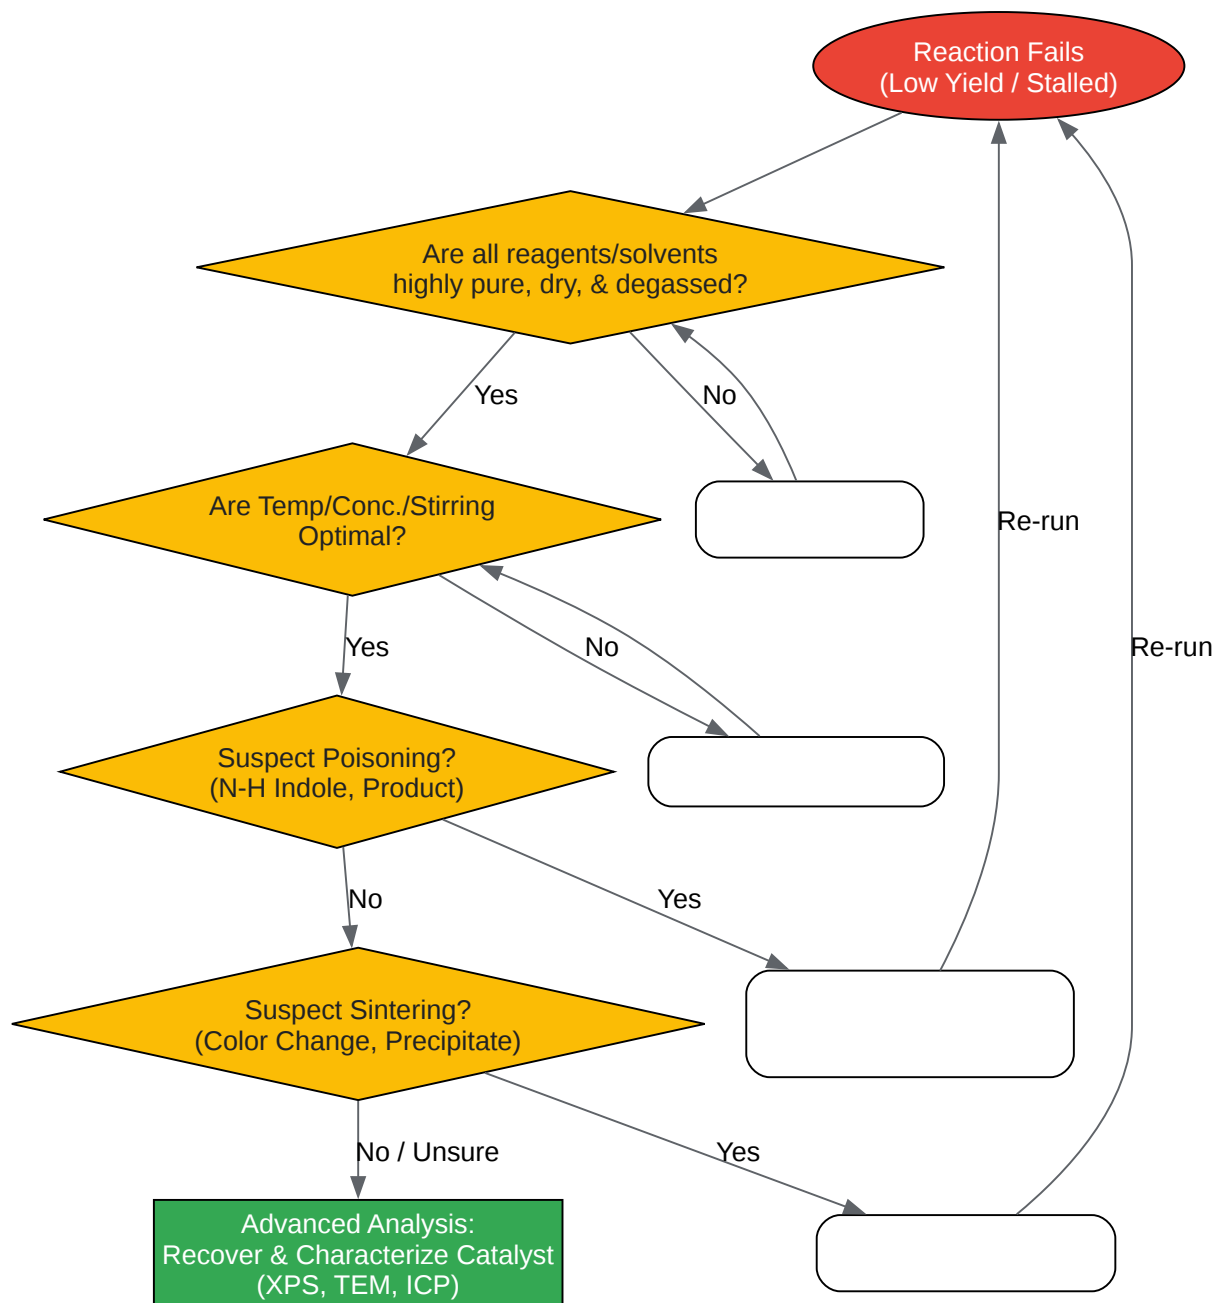 Reaction Fails
(Low Yield / Stalled)
Are all reagents/solvents
highly pure, dry, & degassed?
Yes
No
Are Temp/Conc./Stirring
Optimal?
Re-run
Yes
No
Re-run
Suspect Poisoning?
(N-H Indole, Product)
No
Yes
Suspect Sintering?
(Color Change, Precipitate)
No / Unsure
Yes
Advanced Analysis:
Recover & Characterize Catalyst
(XPS, TEM, ICP)